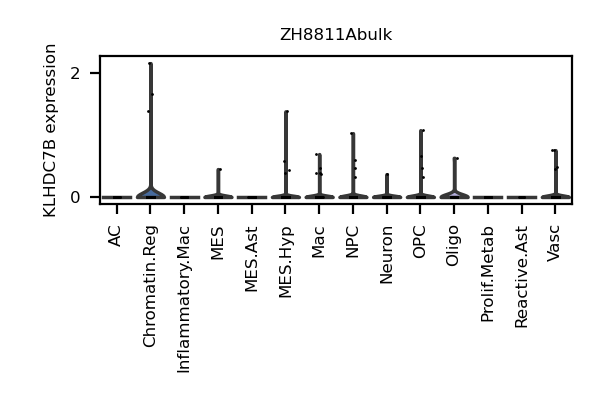 ZH8811Abulk
KLHDC7B expression
2
0
AC
Chromatin.Reg
Inflammatory.Mac
MES
MES.Ast
MES.Hyp
Mac
NPC
Neuron
OPC
Oligo
Prolif.Metab
Reactive.Ast
Vasc